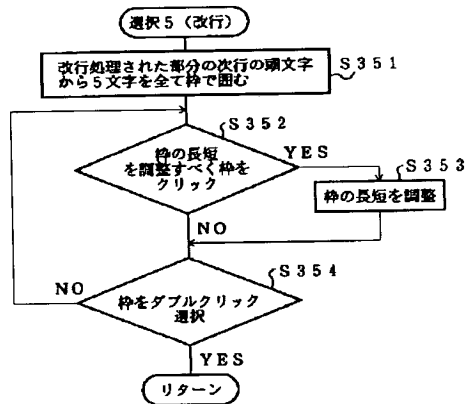 選択5(改行)
改行処理された部分の次行の頭文字
から5文字を全て枠で囲む
S351
S352
枠の長短
を調整すべく枠を
クリック
YES
S353
枠の長短を調整
NO
S354
NO
枠をダブルクリック
選択
YES
リターン